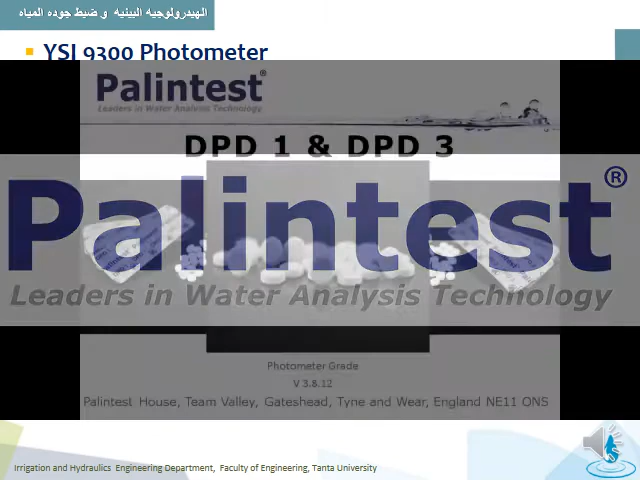 الهيدرولوجيه البيئيه و ضبط جوده المياه
YSI 9300 Photometer
Palintest®
Leaders in Water Analysis Technology
DPD 1 & DPD 3
Palintest®
Leaders in Water Analysis Technology
Photometer Grade
V 3.8.12
Palintest House, Team Valley, Gateshead, Tyne and Wear, England NE11 ONS
Irrigation and Hydraulics Engineering Department, Faculty of Engineering, Tanta University